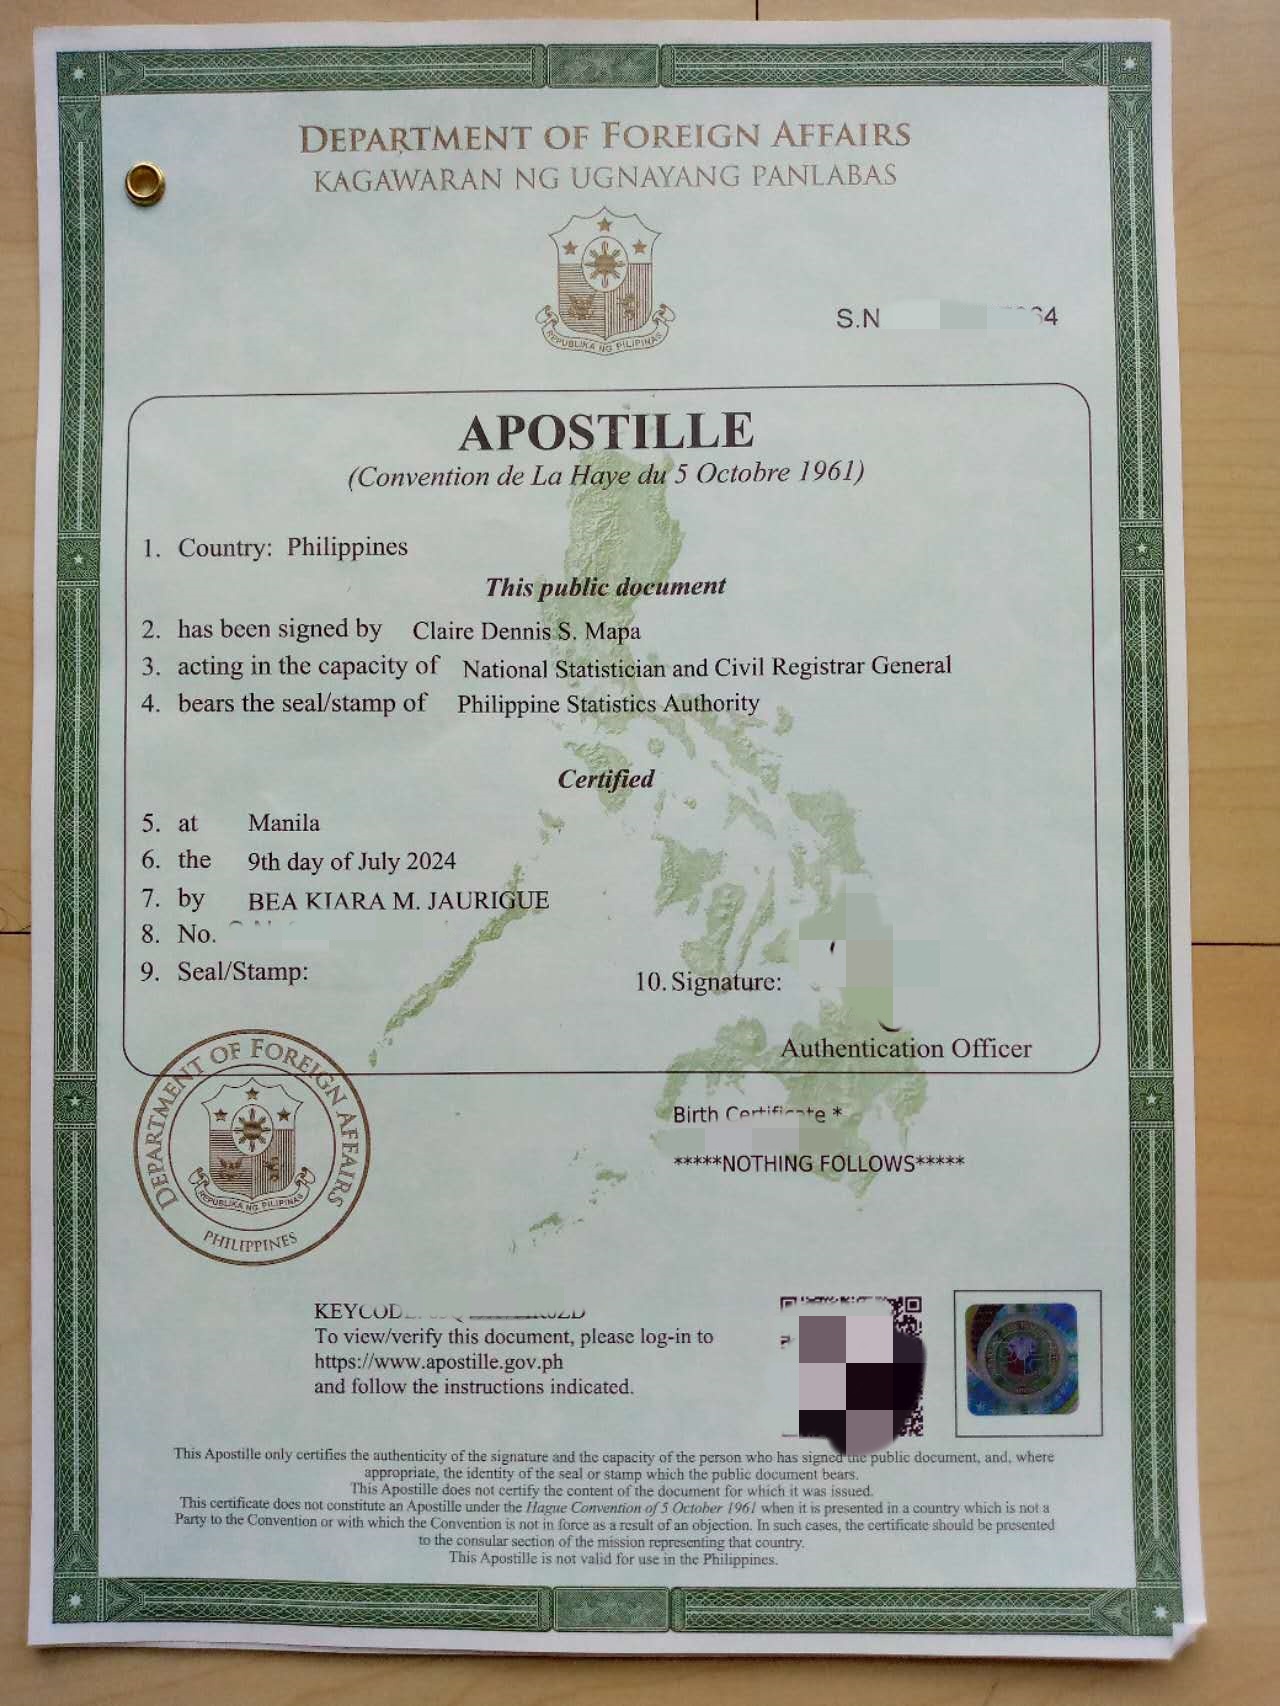 DEPARTMENT OF FOREIGN AFFAIRS
KAGAWARAN NG UGNAYANG PANLABAS
REPUBLIKA NG PILIPINAS
S.N 64
APOSTILLE
(Convention de La Haye du 5 Octobre 1961)
1. Country: Philippines
This public document
2. has been signed by Claire Dennis S. Mapa
3. acting in the capacity of National Statistician and Civil Registrar General
4. bears the seal/stamp of Philippine Statistics Authority
Certified
5. at Manila
6. the 9th day of July 2024
7. by BEA KIARA M. JAURIGUE
8. No.
9. Seal/Stamp:
10. Signature:
Authentication Officer
DEPARTMENT OF FOREIGN AFFAIRS
REPUBLIKA NG PILIPINAS
PHILIPPINES
Birth Certificate *
*****NOTHING FOLLOWS*****
KEYCODE
To view/verify this document, please log-in to
https://www.apostille.gov.ph
and follow the instructions indicated.
This Apostille only certifies the authenticity of the signature and the capacity of the person who has signed the public document, and, where
appropriate, the identity of the seal or stamp which the public document bears.
This Apostille does not certify the content of the document for which it was issued.
This certificate does not constitute an Apostille under the Hague Convention of 5 October 1961 when it is presented in a country which is not a
Party to the Convention or with which the Convention is not in force as a result of an objection. In such cases, the certificate should be presented
to the consular section of the mission representing that country.
This Apostille is not valid for use in the Philippines.